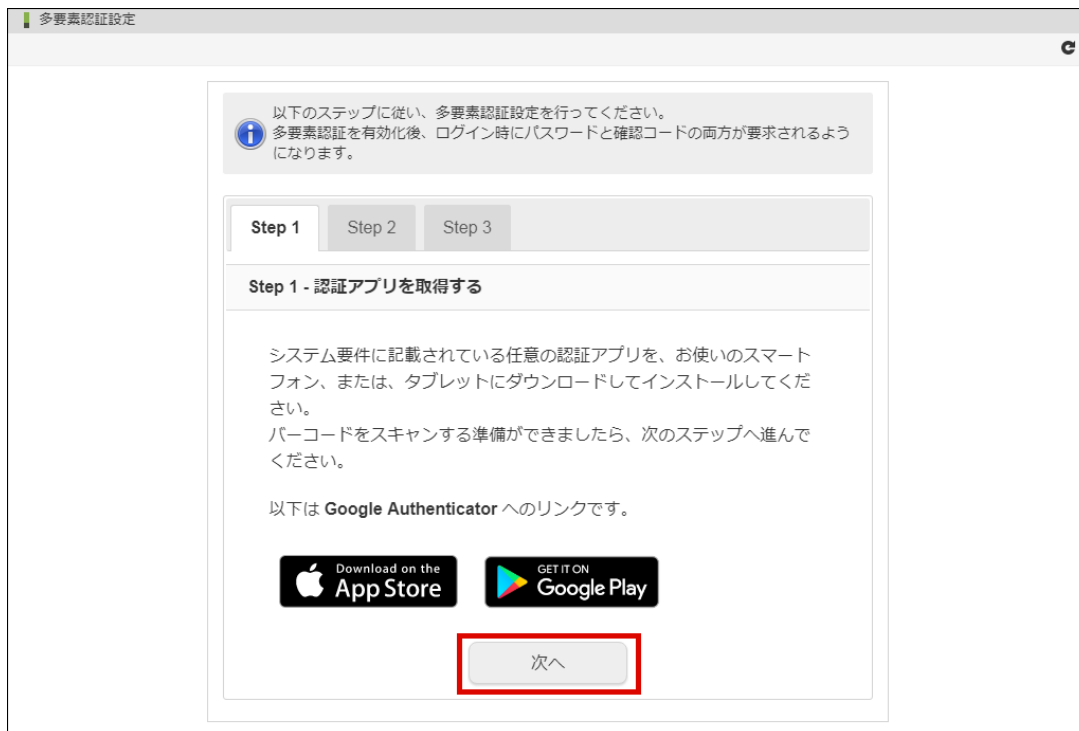 多要素認証設定
以下のステップに従い、多要素認証設定を行ってください。
多要素認証を有効化後、ログイン時にパスワードと確認コードの両方が要求されるよう
になります。
Step 1 Step 2 Step 3
Step 1 - 認証アプリを取得する
システム要件に記載されている任意の認証アプリを、お使いのスマート
フォン、または、タブレットにダウンロードしてインストールしてくだ
さい。
バーコードをスキャンする準備ができましたら、次のステップへ進んで
ください。
以下は Google Authenticator へのリンクです。
Download on the
App Store
GET IT ON
Google Play
次へ